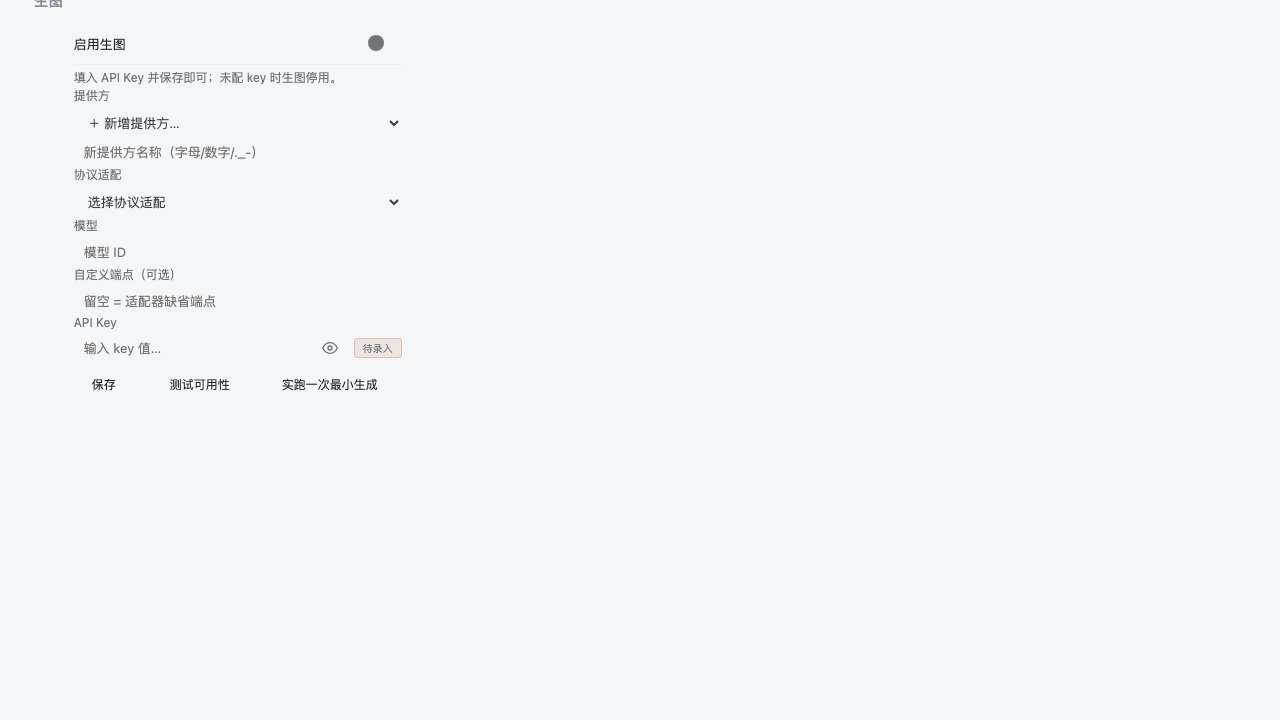 生图
启用生图
填入 API Key 并保存即可；未配 key 时生图停用。
提供方
＋ 新增提供方…
新提供方名称（字母/数字/._-）
协议适配
选择协议适配
模型
模型 ID
自定义端点（可选）
留空 = 适配器缺省端点
API Key
输入 key 值…
待录入
保存 测试可用性 实跑一次最小生成